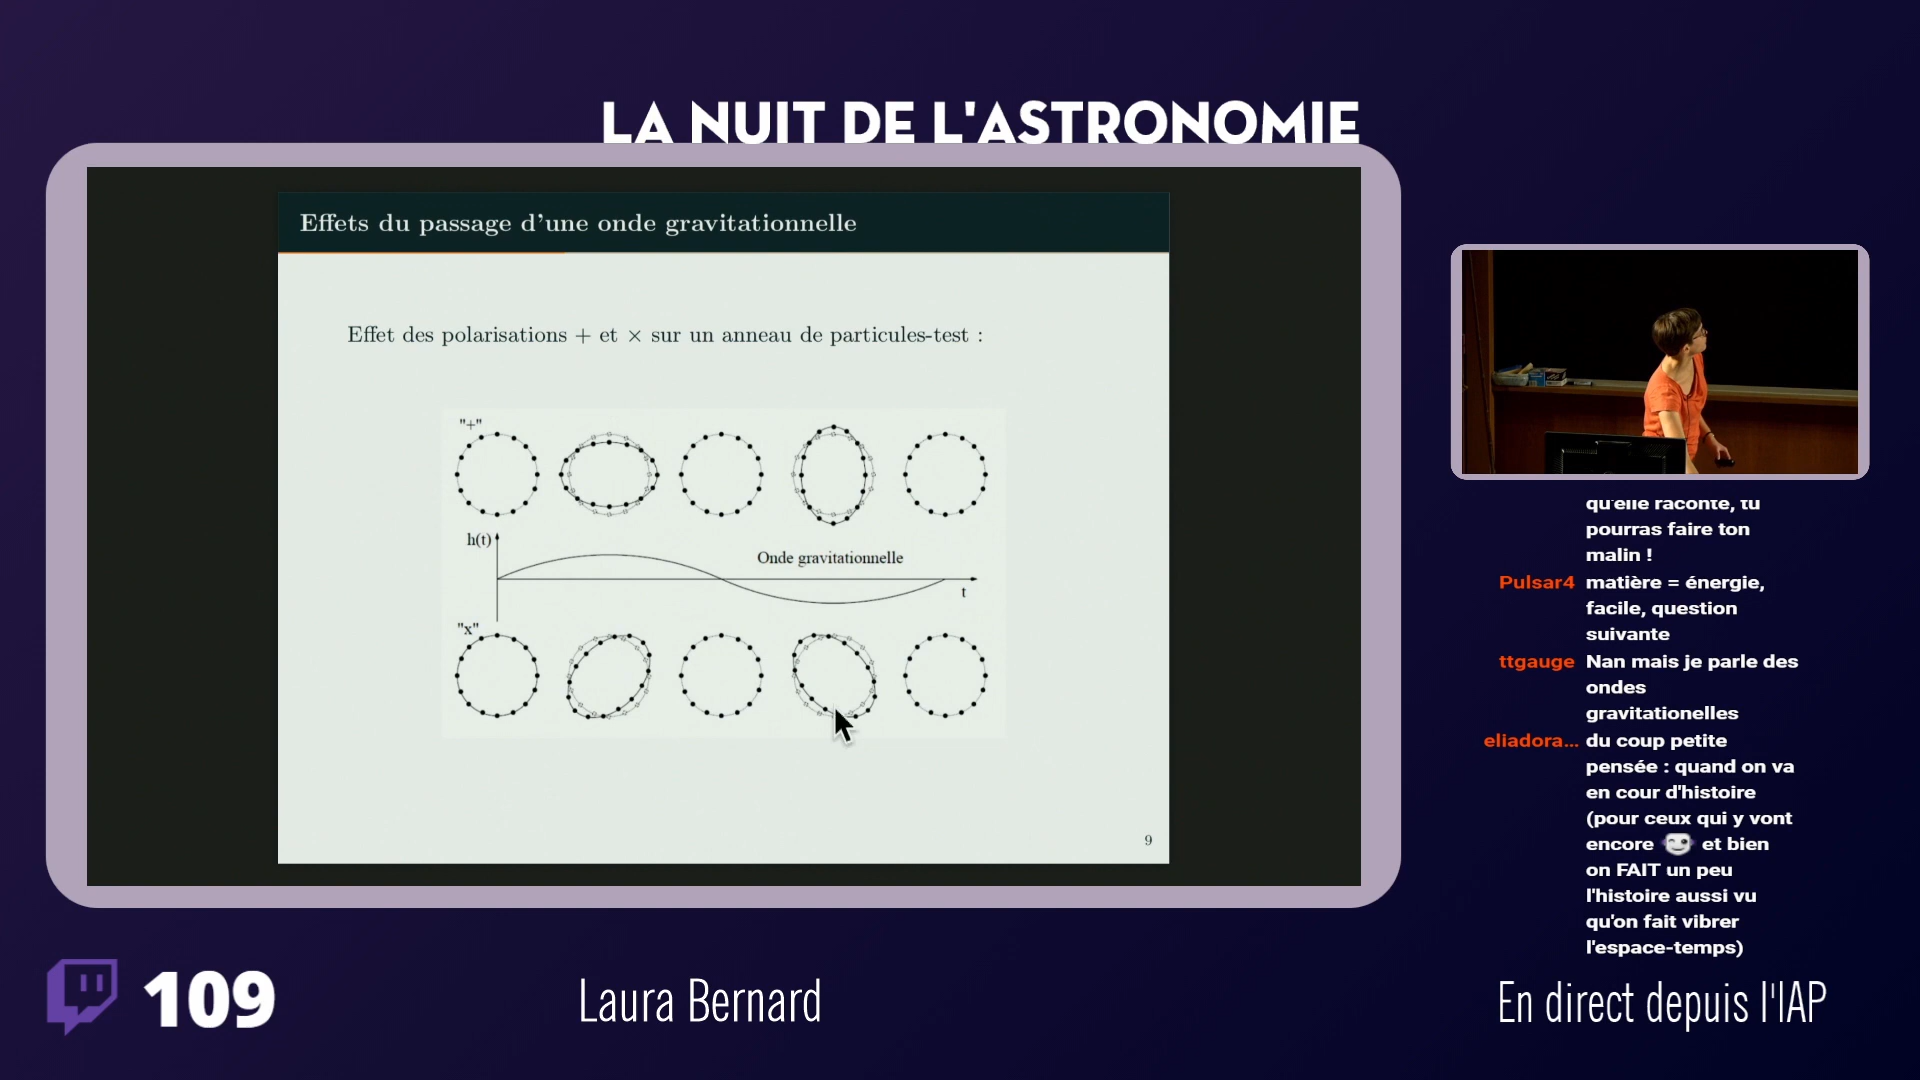 LA NUIT DE L'ASTRONOMIE
Effets du passage d'une onde gravitationnelle
Effet des polarisations + et × sur un anneau de particules-test :
"+"
h(t)
Onde gravitationnelle
t
"x"
9
qu'elle raconte, tu
pourras faire ton
malin !
Pulsar4 matière = énergie,
facile, question
suivante
ttgauge Nan mais je parle des
ondes
gravitationelles
eliadora... du coup petite
pensée : quand on va
en cour d'histoire
(pour ceux qui y vont
encore et bien
on FAIT un peu
l'histoire aussi vu
qu'on fait vibrer
l'espace-temps)
109
Laura Bernard
En direct depuis l'IAP